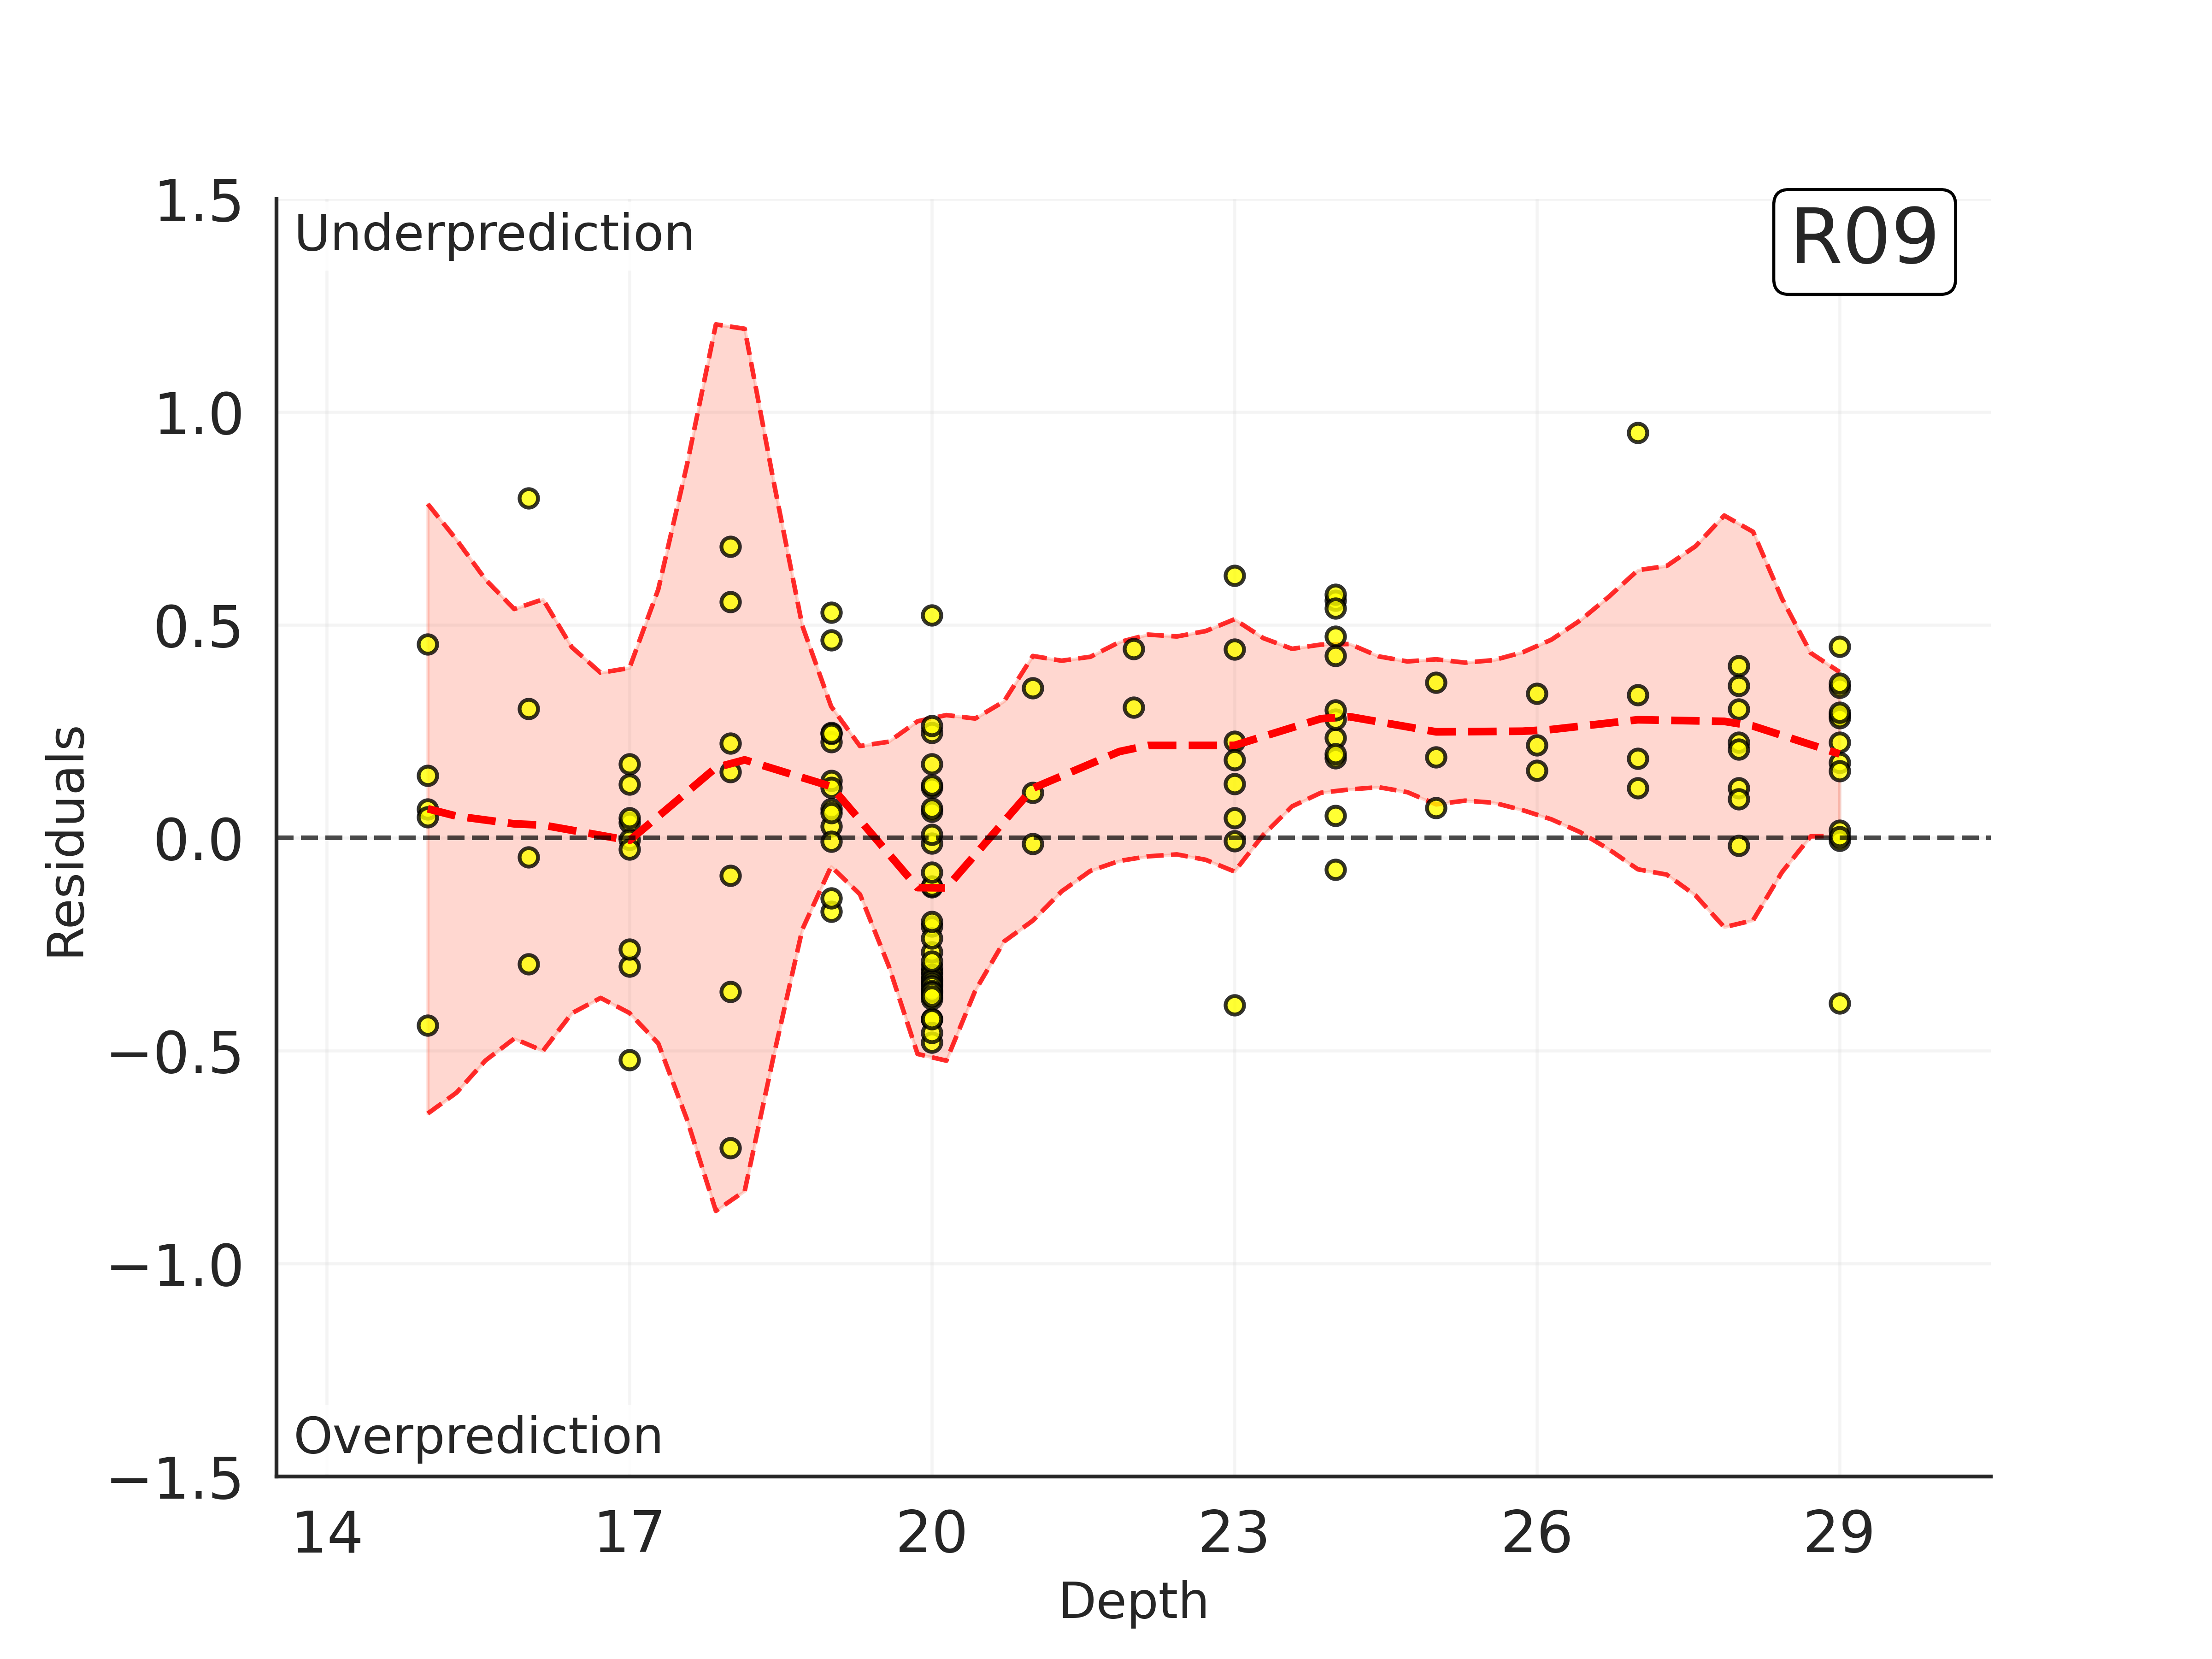 R09
1.5
Underprediction
1.0
0.5
0.0
−0.5
−1.0
Overprediction
−1.5
Residuals
14 17 20 23 26 29
Depth